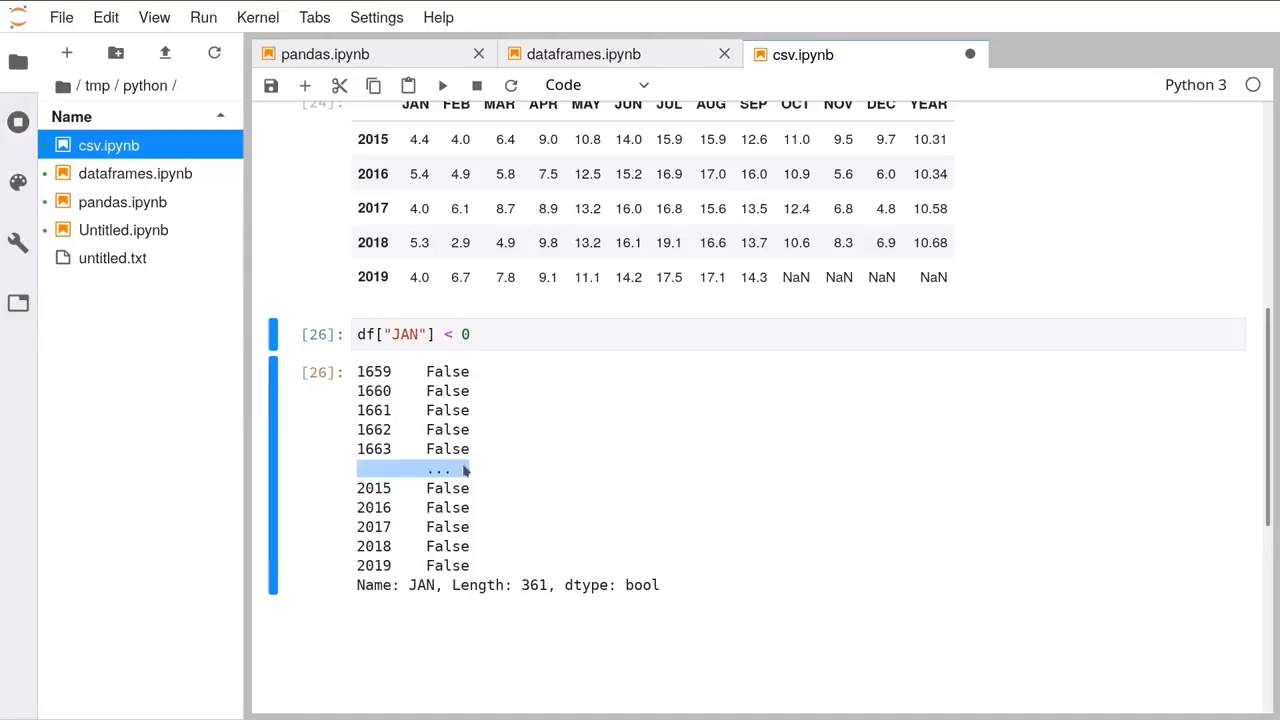 File Edit View Run Kernel Tabs Settings Help
pandas.ipynb dataframes.ipynb csv.ipynb
/ tmp / python /
Code Python 3
Name
csv.ipynb
dataframes.ipynb
pandas.ipynb
Untitled.ipynb
untitled.txt
[24]: JAN FEB MAR APR MAY JUN JUL AUG SEP OCT NOV DEC YEAR
2015 4.4 4.0 6.4 9.0 10.8 14.0 15.9 15.9 12.6 11.0 9.5 9.7 10.31
2016 5.4 4.9 5.8 7.5 12.5 15.2 16.9 17.0 16.0 10.9 5.6 6.0 10.34
2017 4.0 6.1 8.7 8.9 13.2 16.0 16.8 15.6 13.5 12.4 6.8 4.8 10.58
2018 5.3 2.9 4.9 9.8 13.2 16.1 19.1 16.6 13.7 10.6 8.3 6.9 10.68
2019 4.0 6.7 7.8 9.1 11.1 14.2 17.5 17.1 14.3 NaN NaN NaN NaN
[26]: df["JAN"] < 0
[26]: 1659 False
1660 False
1661 False
1662 False
1663 False
...
2015 False
2016 False
2017 False
2018 False
2019 False
Name: JAN, Length: 361, dtype: bool